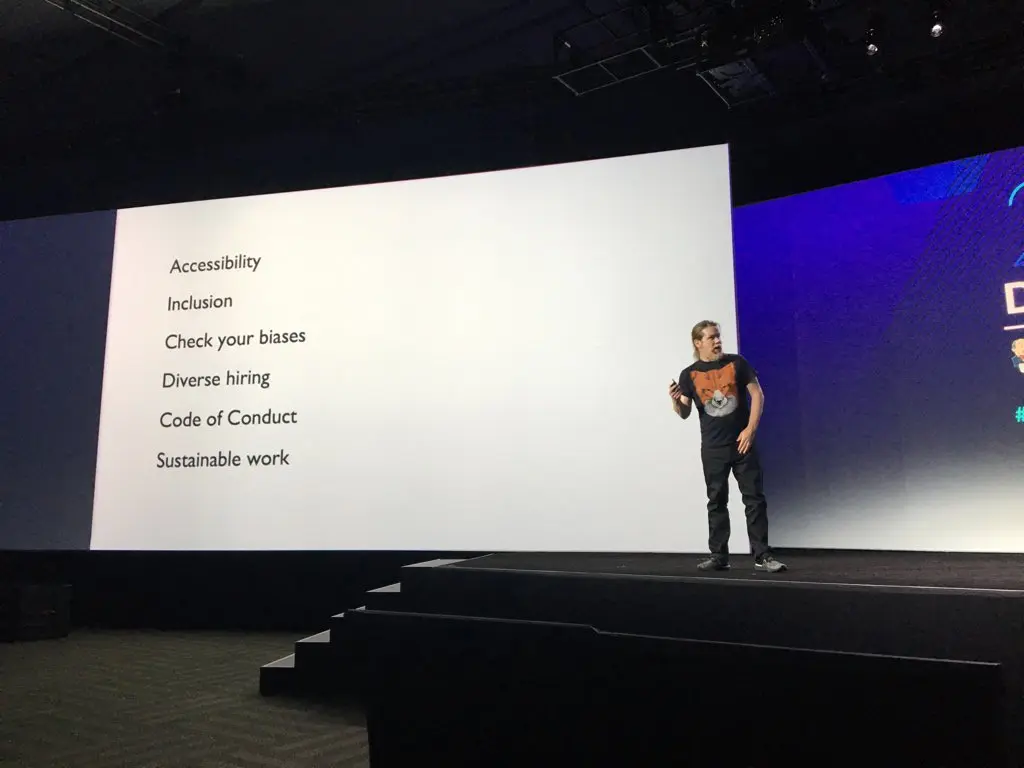 Accessibility
Inclusion
Check your biases
Diverse hiring
Code of Conduct
Sustainable work
D
#